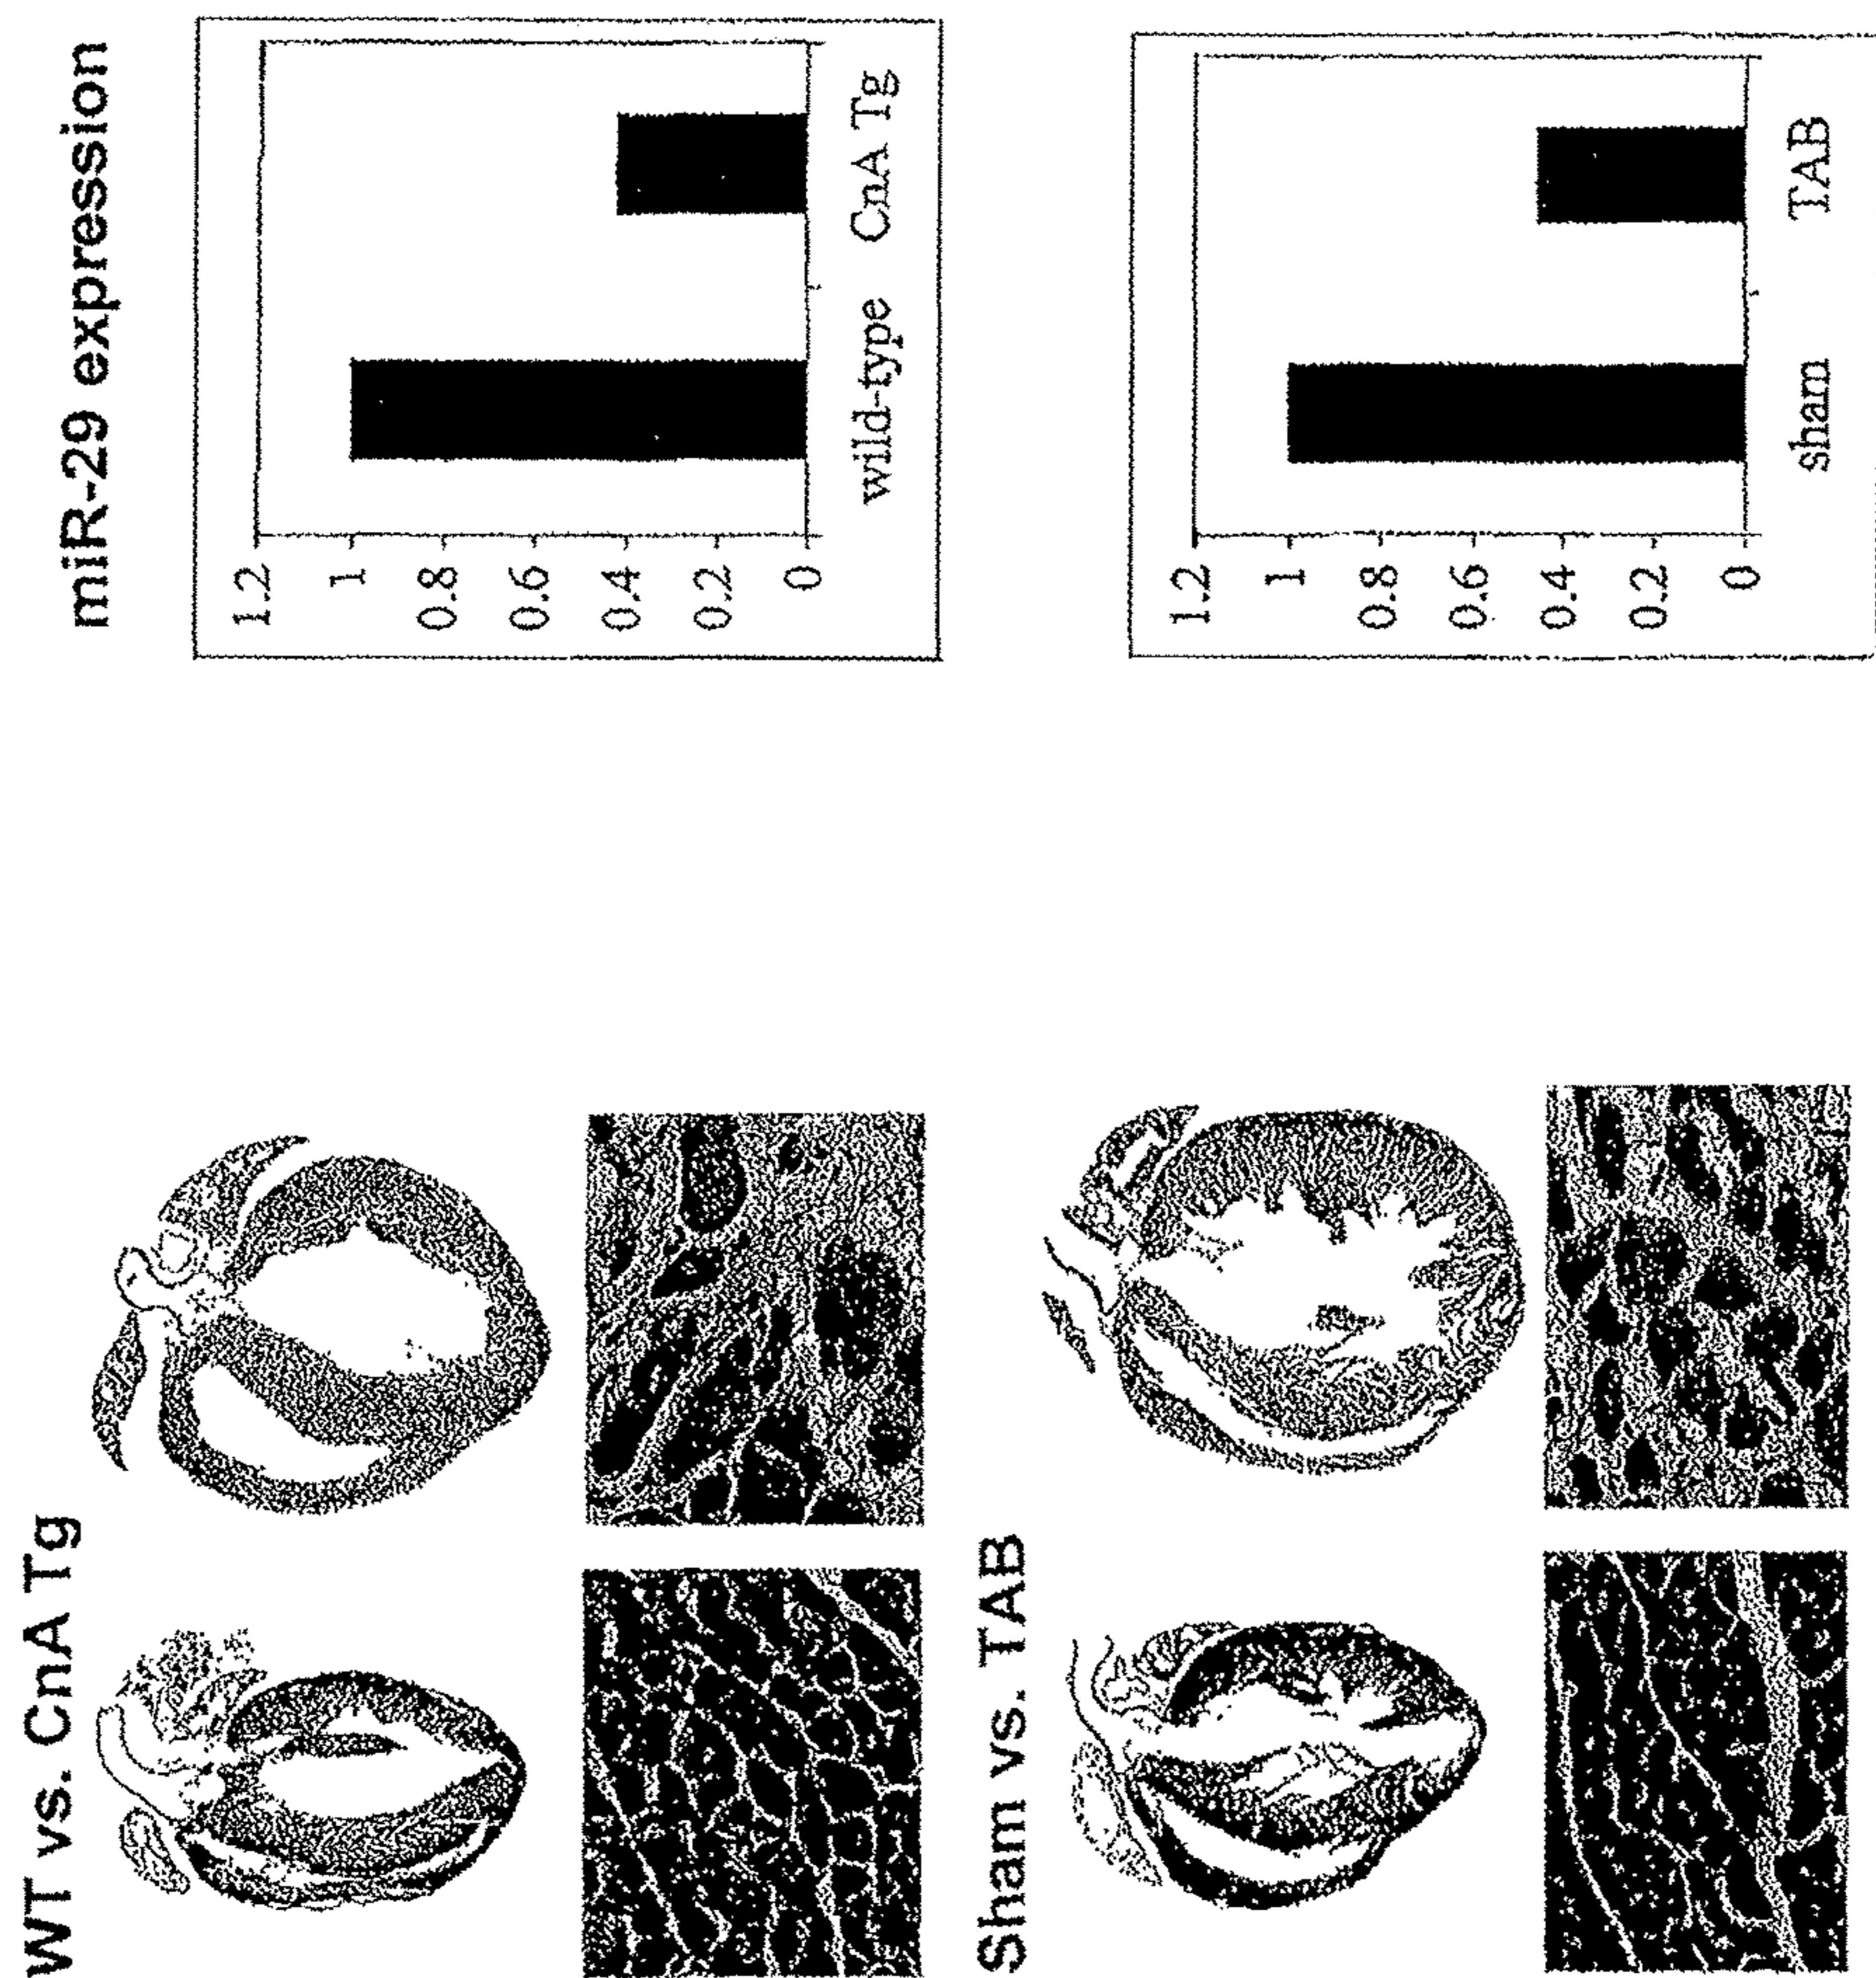 WT vs. CnA Tg
miR-29 expression
1.2
1
0.8
0.6
0.4
0.2
0
wild-type CnA Tg
Sham vs. TAB
1.2
1
0.8
0.6
0.4
0.2
0
sham TAB